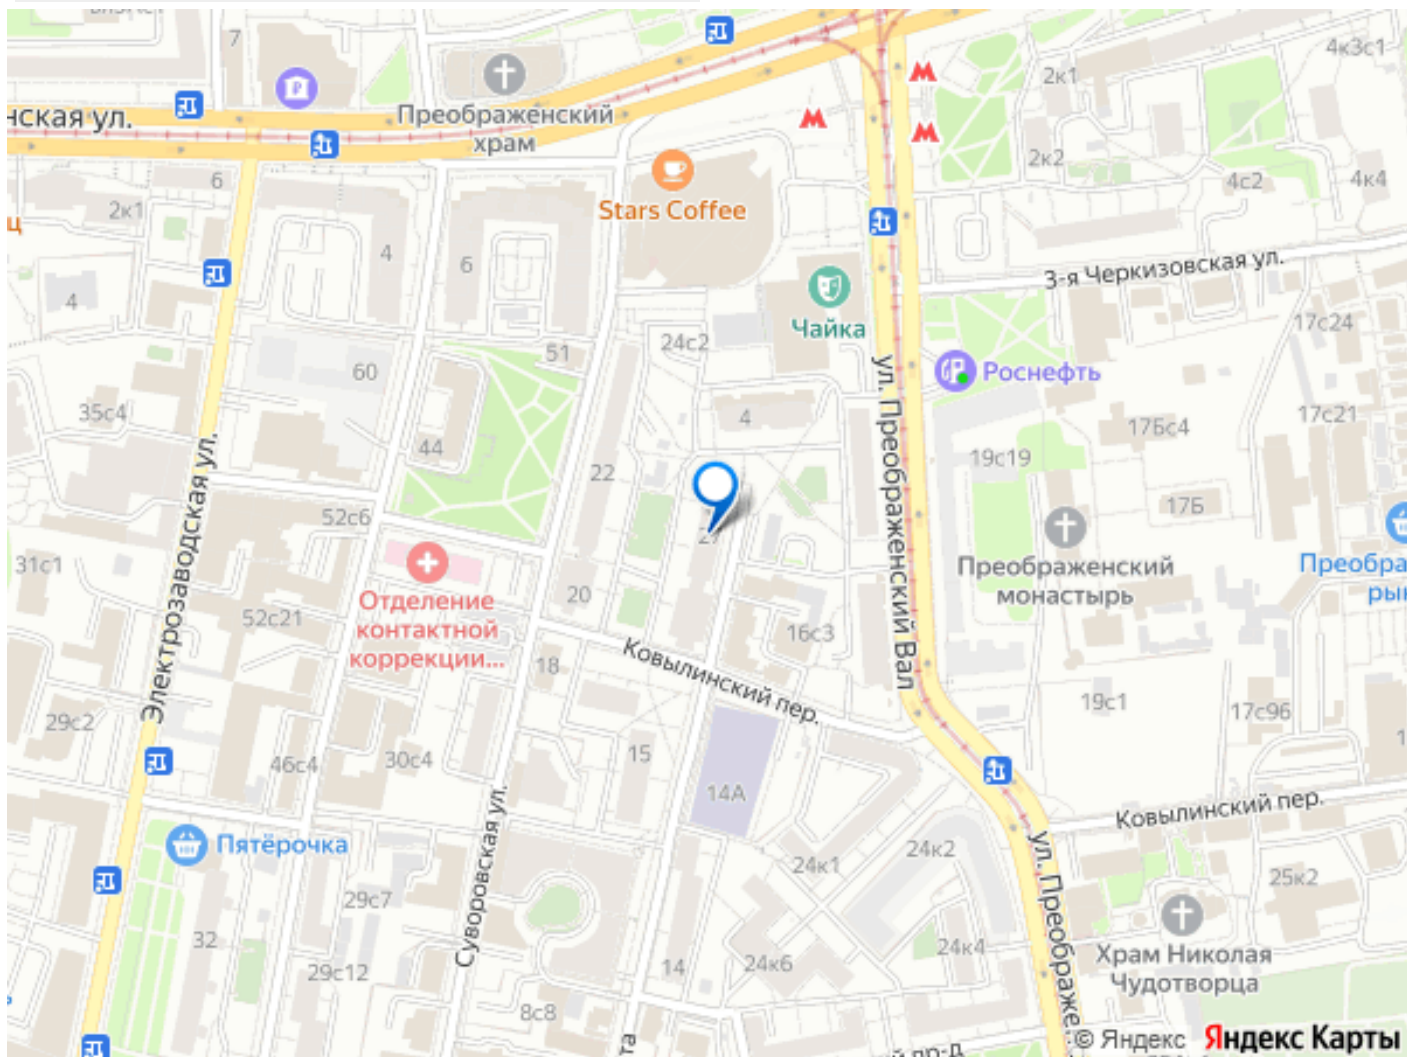 7
4к3с1
2к1
нская ул.
Преображенский
храм
6
2к1
Stars Coffee
2к2
4с2
4к4
4
6
3-я Черкизовская ул.
4
Чайка
24с2
51
60
17с24
Роснефть
ул. Преображенский Вал
35с4
44
4
17Бс4
17с21
22
19с19
Электрозаводская ул.
52с6
17Б
31с1
Преображенский
монастырь
Преобра
Отделение
контактной
коррекции...
20
52с21
16с3
Ковылинский пер.
18
29с2
19с1
17с96
46с4
30с4
15
14А
Суворовская ул.
Ковылинский пер.
Пятёрочка
24к1
24к2
ул. Преображе
25к2
29с7
32
29с12
14
24к6
24к4
Храм Николая
Чудотворца
8с8
та
© Яндекс Яндекс Карты